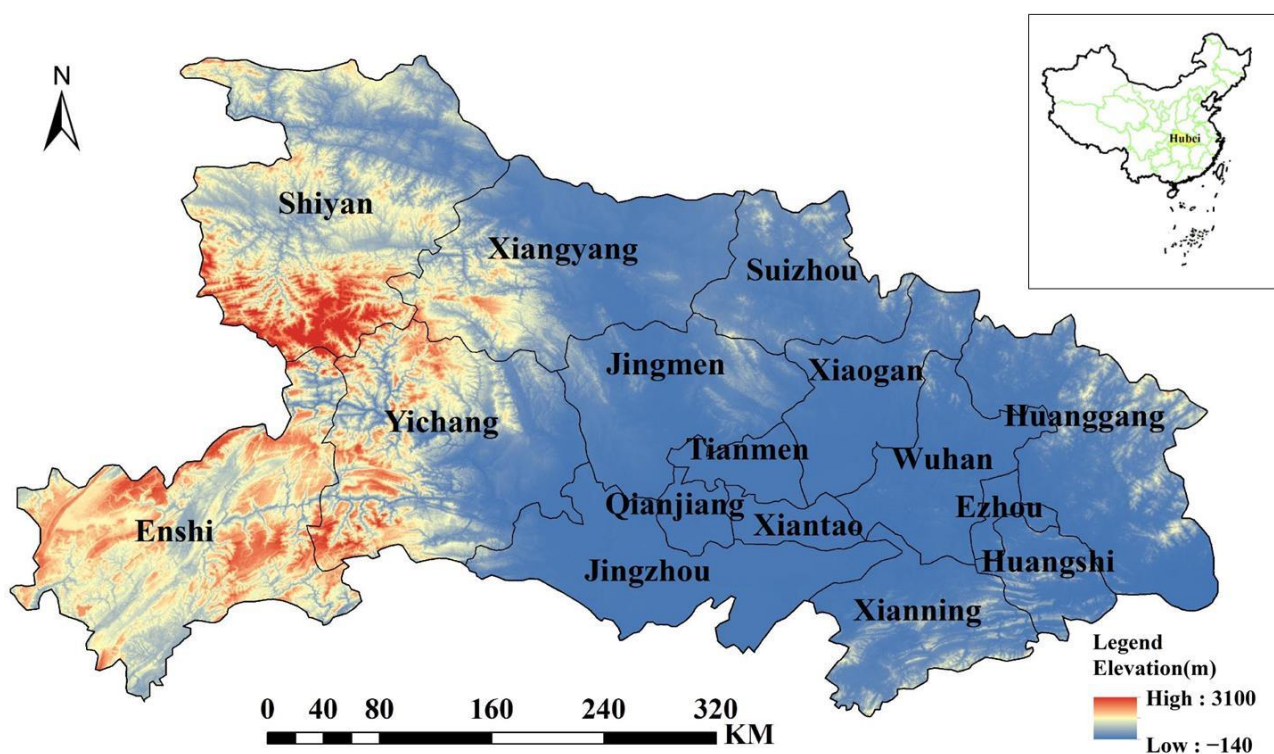 N
Hubei
Shiyan
Xiangyang
Suizhou
Jingmen
Xiaogan
Yichang
Huanggang
Tianmen
Wuhan
Qianjiang
Xiantao
Ezhou
Enshi
Jingzhou
Huangshi
Xianning
Legend
Elevation(m)
High : 3100
Low : −140
0 40 80 160 240 320
KM